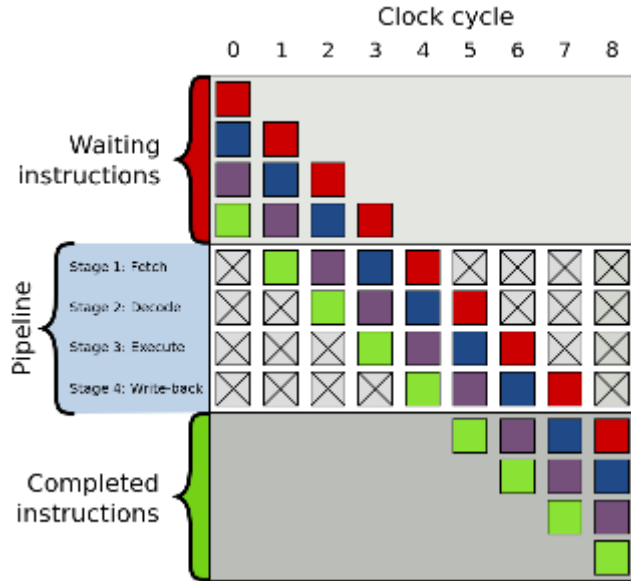 Clock cycle
0 1 2 3 4 5 6 7 8
Waiting
instructions
Pipeline
Stage 1: Fetch
Stage 2: Decode
Stage 3: Execute
Stage 4: Write-back
Completed
instructions